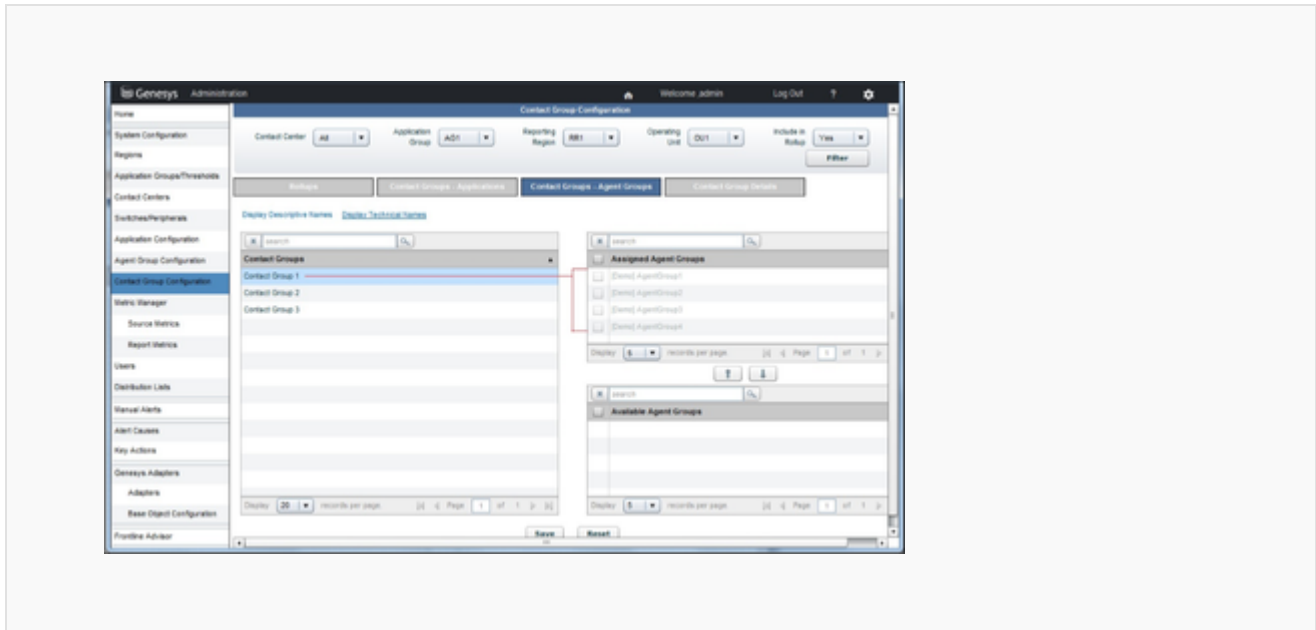 Genesys Administration Welcome ,admin Log Out ?
Contact Group Configuration
Home
System Configuration
Regions
Application Groups/Thresholds
Contact Centers
Switches/Peripherals
Application Configuration
Agent Group Configuration
Contact Group Configuration
Metric Manager
Source Metrics
Report Metrics
Users
Distribution Lists
Manual Alerts
Alert Causes
Key Actions
Genesys Adapters
Adapters
Base Object Configuration
Frontline Advisor
Contact Center All Application Group AG1 Reporting Region RR1 Operating Unit OU1 Include in Rollup Yes
Filter
Rollups Contact Groups - Applications Contact Groups - Agent Groups Contact Group Details
Display Descriptive Names Display Technical Names
search
Contact Groups
Contact Group 1
Contact Group 2
Contact Group 3
Display 20 records per page. Page 1 of 1
search
Assigned Agent Groups
[Demo] AgentGroup1
[Demo] AgentGroup2
[Demo] AgentGroup3
[Demo] AgentGroup4
Display 5 records per page. Page 1 of 1
search
Available Agent Groups
Display 5 records per page. Page 1 of 1
Save Reset